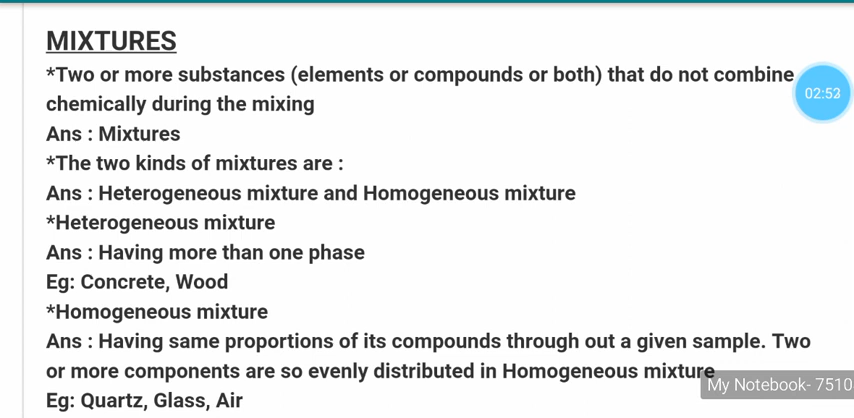 MIXTURES
*Two or more substances (elements or compounds or both) that do not combine
chemically during the mixing
02:52
Ans : Mixtures
*The two kinds of mixtures are :
Ans : Heterogeneous mixture and Homogeneous mixture
*Heterogeneous mixture
Ans : Having more than one phase
Eg: Concrete, Wood
*Homogeneous mixture
Ans : Having same proportions of its compounds through out a given sample. Two
or more components are so evenly distributed in Homogeneous mixture
My Notebook- 7510
Eg: Quartz, Glass, Air